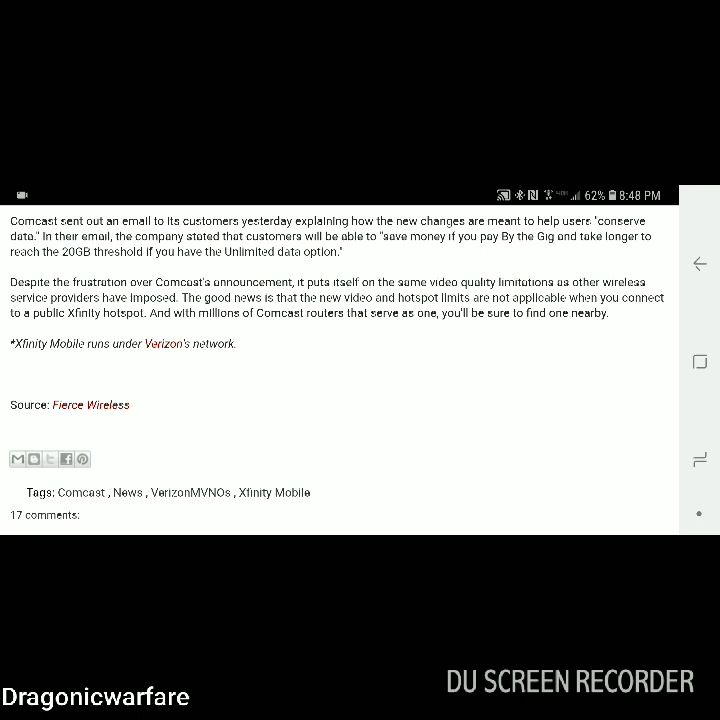 62% 8:48 PM
Comcast sent out an email to its customers yesterday explaining how the new changes are meant to help users "conserve
data." In their email, the company stated that customers will be able to "save money if you pay By the Gig and take longer to
reach the 20GB threshold if you have the Unlimited data option."
Despite the frustration over Comcast's announcement, it puts itself on the same video quality limitations as other wireless
service providers have imposed. The good news is that the new video and hotspot limits are not applicable when you connect
to a public Xfinity hotspot. And with millions of Comcast routers that serve as one, you'll be sure to find one nearby.
*Xfinity Mobile runs under Verizon's network.
Source: Fierce Wireless
Tags: Comcast , News , VerizonMVNOs , Xfinity Mobile
17 comments:
DU SCREEN RECORDER
Dragonicwarfare